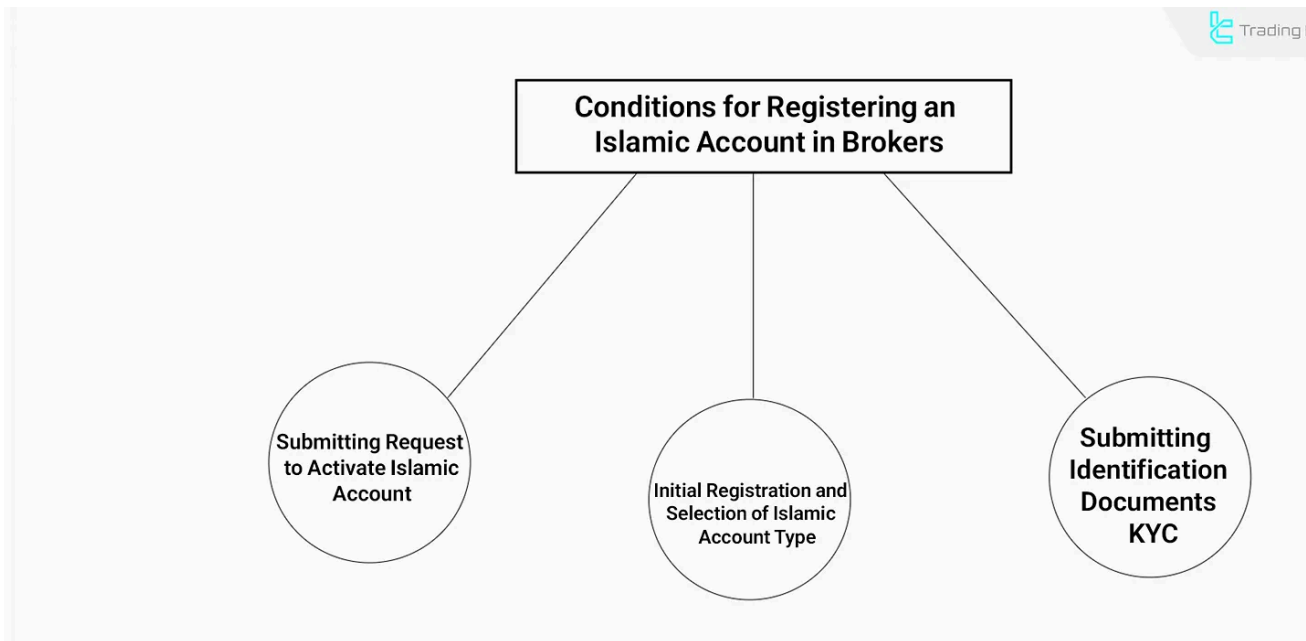 Trading
Conditions for Registering an
Islamic Account in Brokers
Submitting Request
to Activate Islamic
Account
Initial Registration and
Selection of Islamic
Account Type
Submitting
Identification
Documents
KYC